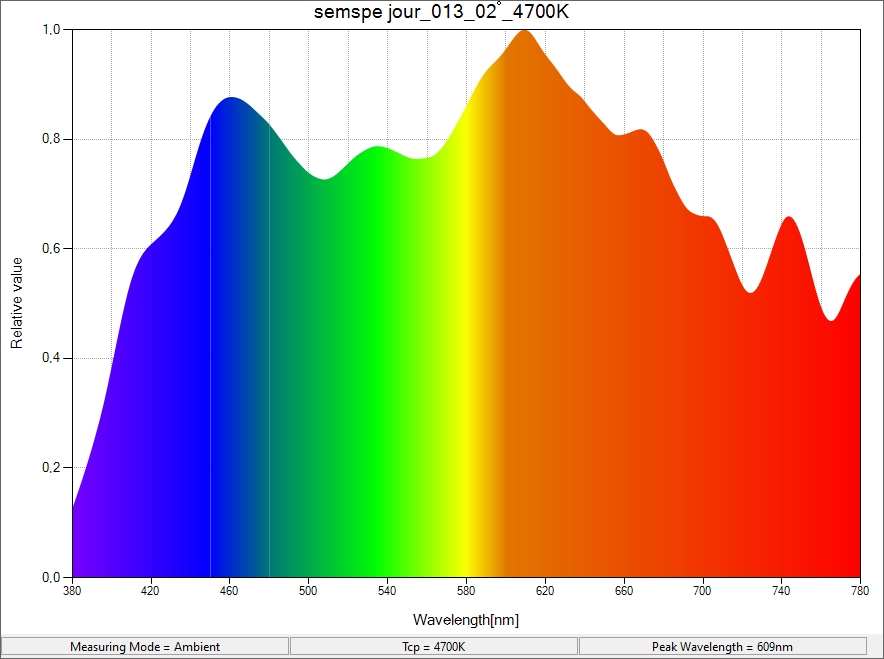 semspe jour_013_02°_4700K
1,0
0,8
0,6
0,4
0,2
0,0
Relative value
380 420 460 500 540 580 620 660 700 740 780
Wavelength[nm]
Measuring Mode = Ambient Tcp = 4700K Peak Wavelength = 609nm